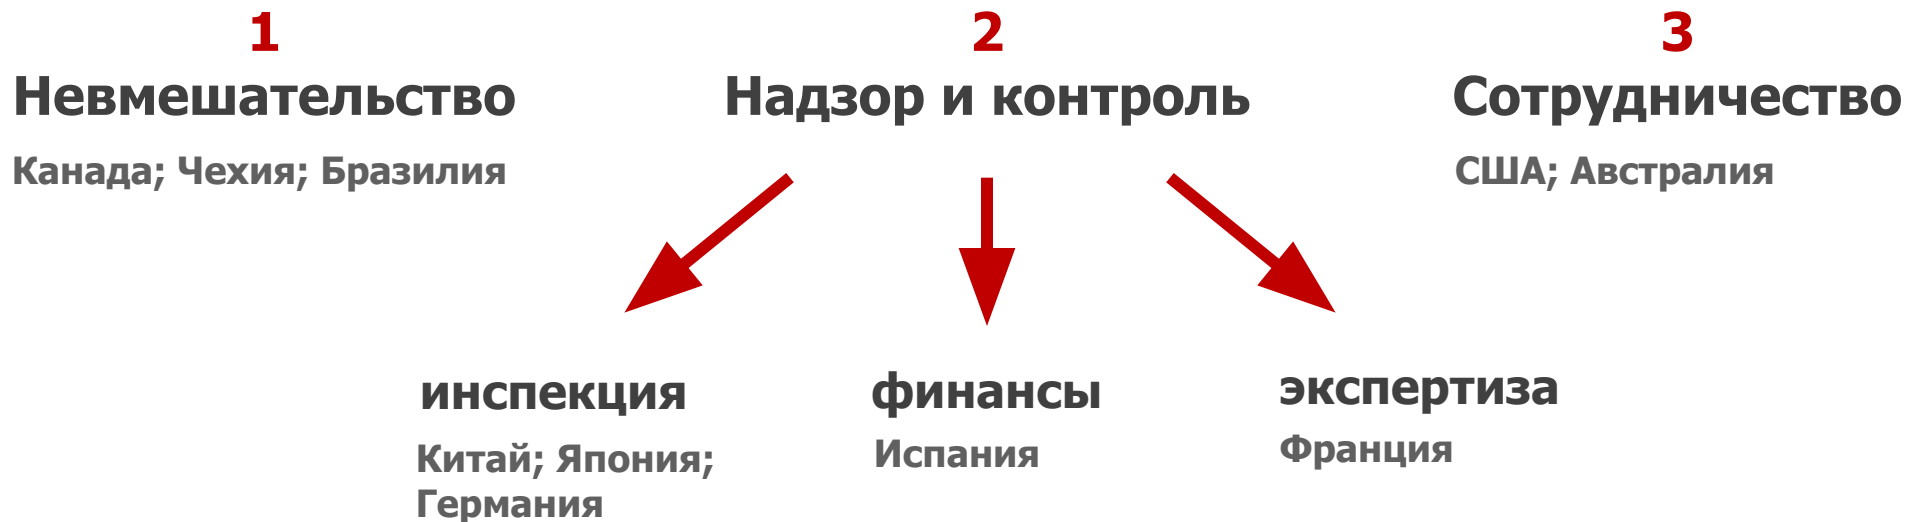 1
Невмешательство
Канада; Чехия; Бразилия
2
Надзор и контроль
3
Сотрудничество
США; Австралия
инспекция
Китай; Япония;
Германия
финансы
Испания
экспертиза
Франция